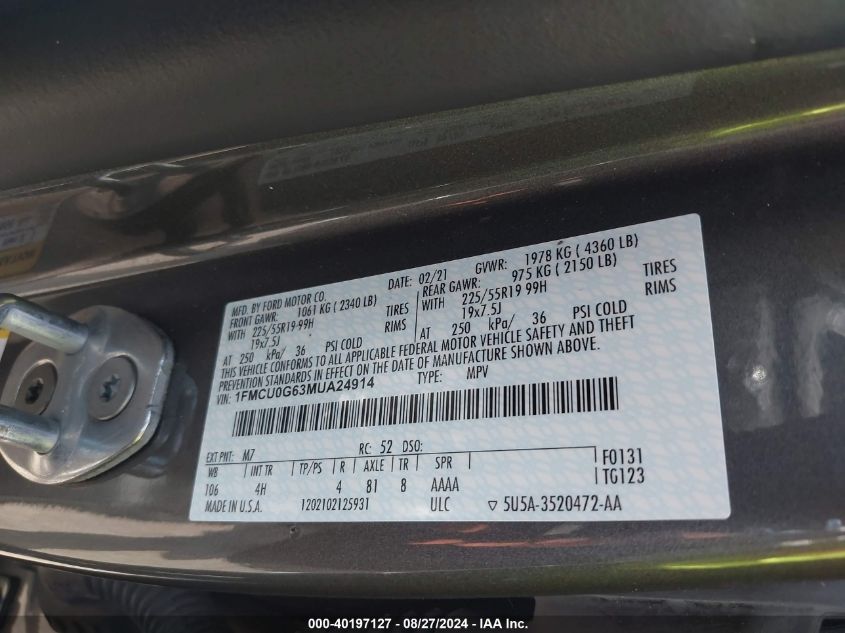 MFD. BY FORD MOTOR CO.
DATE: 02/21 GVWR: 1978 KG ( 4360 LB)
FRONT GAWR: 1061 KG ( 2340 LB)
REAR GAWR: 975 KG ( 2150 LB)
WITH 225/55R19 99H TIRES
WITH 225/55R19 99H TIRES
19x7.5J RIMS
19x7.5J RIMS
AT 250 kPa/ 36 PSI COLD
AT 250 kPa/ 36 PSI COLD
THIS VEHICLE CONFORMS TO ALL APPLICABLE FEDERAL MOTOR VEHICLE SAFETY AND THEFT
PREVENTION STANDARDS IN EFFECT ON THE DATE OF MANUFACTURE SHOWN ABOVE.
VIN: 1FMCU0G63MUA24914 TYPE: MPV
EXT PNT: M7 RC: 52 DSO:
WB INT TR TP/PS R AXLE TR SPR
106 4H 4 81 8 AAAA
F0131
TG123
MADE IN U.S.A. 1202102125931 ULC ▽ 5U5A-3520472-AA
000-40197127 - 08/27/2024 - IAA Inc.